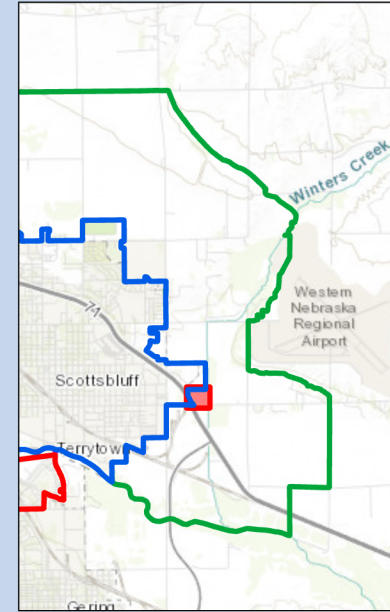 Winters Creek
Western
Nebraska
Regional
Airport
71
Scottsbluff
Terrytown
Gering